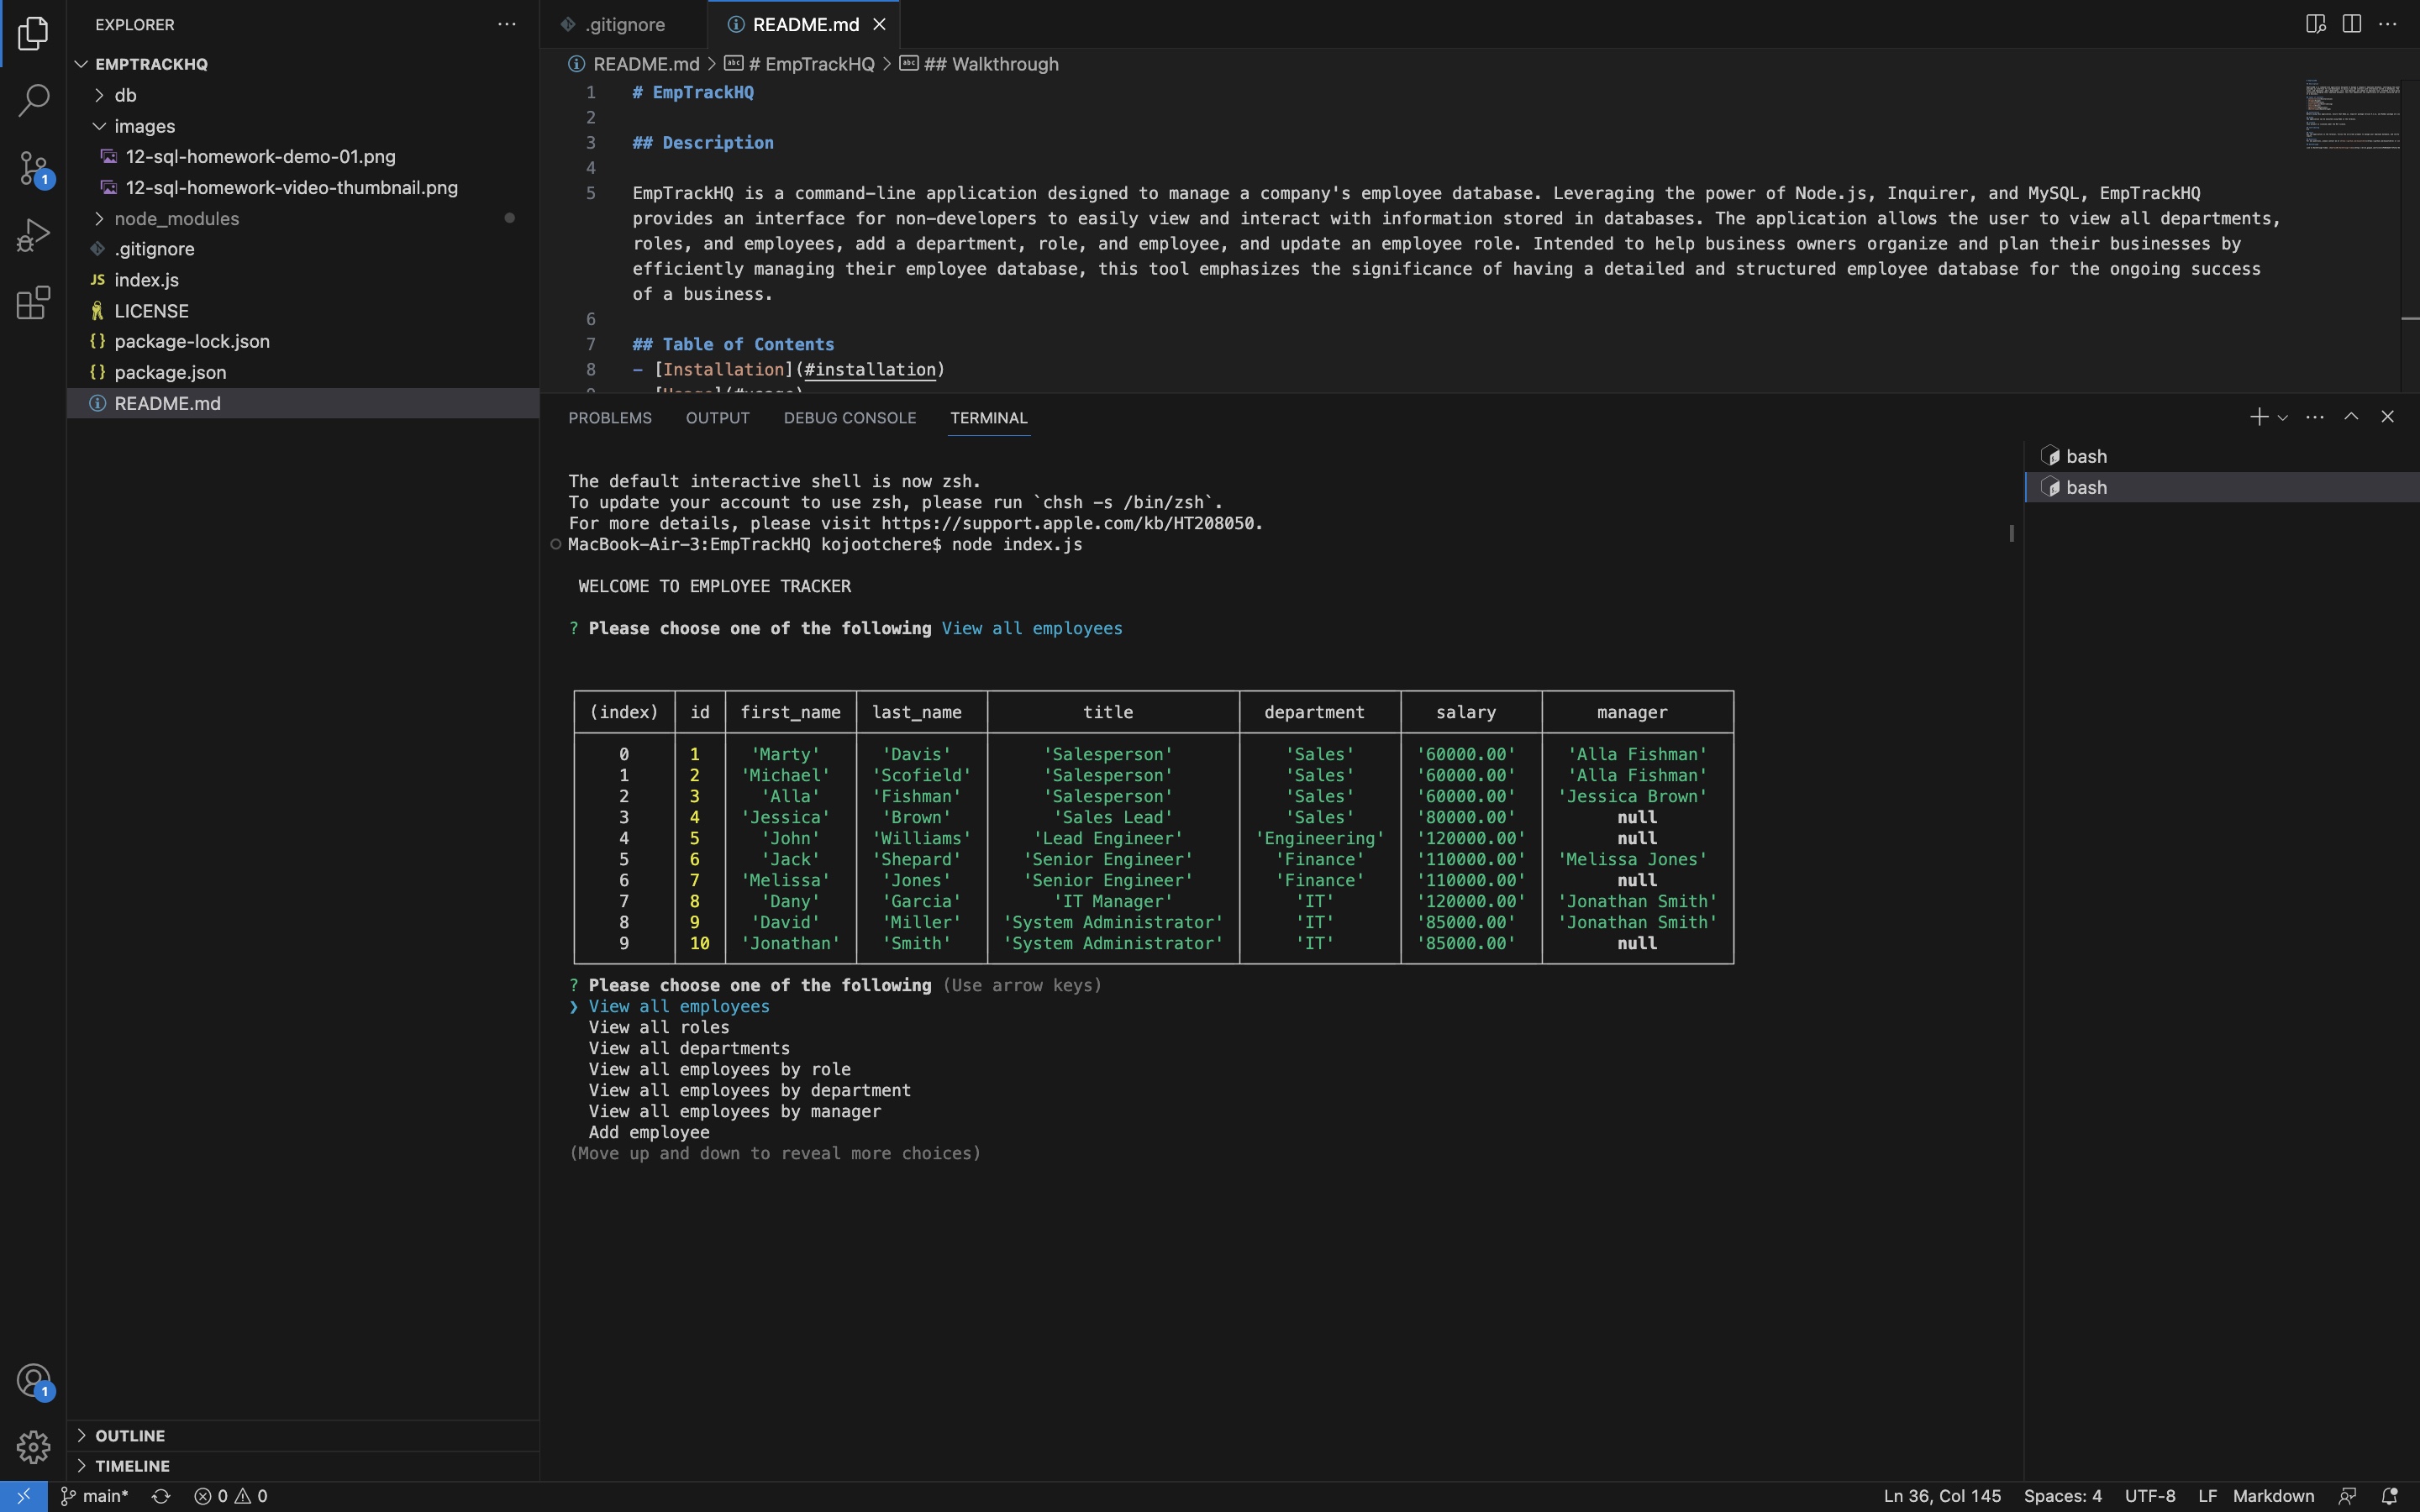 EXPLORER
EMPTRACKHQ
db
images
12-sql-homework-demo-01.png
12-sql-homework-video-thumbnail.png
node_modules
.gitignore
JS index.js
LICENSE
{} package-lock.json
{} package.json
README.md
OUTLINE
TIMELINE
1
1
.gitignore
README.md
README.md > # EmpTrackHQ > ## Walkthrough
1 # EmpTrackHQ
2
3 ## Description
4
5 EmpTrackHQ is a command-line application designed to manage a company's employee database. Leveraging the power of Node.js, Inquirer, and MySQL, EmpTrackHQ
provides an interface for non-developers to easily view and interact with information stored in databases. The application allows the user to view all departments,
roles, and employees, add a department, role, and employee, and update an employee role. Intended to help business owners organize and plan their businesses by
efficiently managing their employee database, this tool emphasizes the significance of having a detailed and structured employee database for the ongoing success
of a business.
6
7 ## Table of Contents
8 - [Installation](#installation)
PROBLEMS OUTPUT DEBUG CONSOLE TERMINAL
bash
bash
The default interactive shell is now zsh.
To update your account to use zsh, please run `chsh -s /bin/zsh`.
For more details, please visit https://support.apple.com/kb/HT208050.
MacBook-Air-3:EmpTrackHQ kojootchere$ node index.js
WELCOME TO EMPLOYEE TRACKER
? Please choose one of the following View all employees
(index) id first_name last_name title department salary manager
0 1 'Marty' 'Davis' 'Salesperson' 'Sales' '60000.00' 'Alla Fishman'
1 2 'Michael' 'Scofield' 'Salesperson' 'Sales' '60000.00' 'Alla Fishman'
2 3 'Alla' 'Fishman' 'Salesperson' 'Sales' '60000.00' 'Jessica Brown'
3 4 'Jessica' 'Brown' 'Sales Lead' 'Sales' '80000.00' null
4 5 'John' 'Williams' 'Lead Engineer' 'Engineering' '120000.00' null
5 6 'Jack' 'Shepard' 'Senior Engineer' 'Finance' '110000.00' 'Melissa Jones'
6 7 'Melissa' 'Jones' 'Senior Engineer' 'Finance' '110000.00' null
7 8 'Dany' 'Garcia' 'IT Manager' 'IT' '120000.00' 'Jonathan Smith'
8 9 'David' 'Miller' 'System Administrator' 'IT' '85000.00' 'Jonathan Smith'
9 10 'Jonathan' 'Smith' 'System Administrator' 'IT' '85000.00' null
? Please choose one of the following (Use arrow keys)
❯ View all employees
View all roles
View all departments
View all employees by role
View all employees by department
View all employees by manager
Add employee
(Move up and down to reveal more choices)
main* 0 0
Ln 36, Col 145 Spaces: 4 UTF-8 LF Markdown